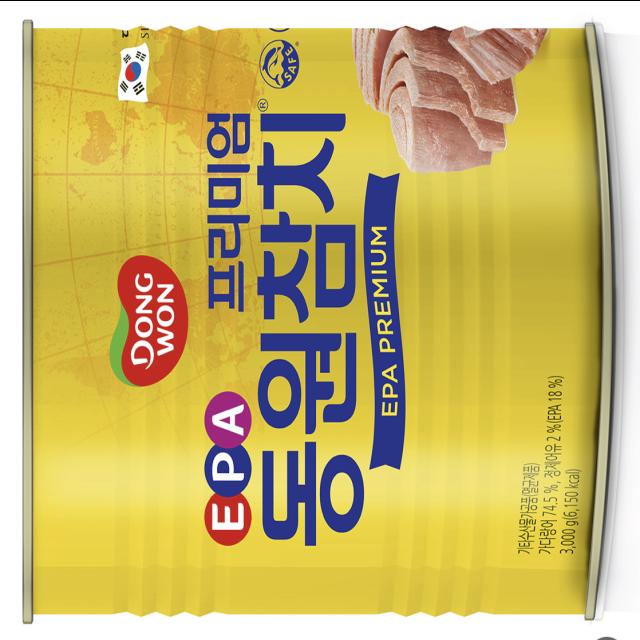 DONG
WON
EPA 프리미엄
동원참치®
EPA PREMIUM
SAFE
기타수산물가공품(멸균제품)
가다랑어 74.5 %, 정제어유 2 %(EPA 18 %)
3,000 g(6,150 kcal)